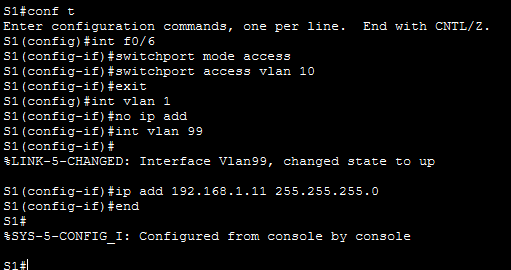 S1#conf t
Enter configuration commands, one per line.  End with CNTL/Z.
S1(config)#int f0/6
S1(config-if)#switchport mode access
S1(config-if)#switchport access vlan 10
S1(config-if)#exit
S1(config)#int vlan 1
S1(config-if)#no ip add
S1(config-if)#int vlan 99
S1(config-if)#
%LINK-5-CHANGED: Interface Vlan99, changed state to up
S1(config-if)#ip add 192.168.1.11 255.255.255.0
S1(config-if)#end
S1#
%SYS-5-CONFIG_I: Configured from console by console
S1#